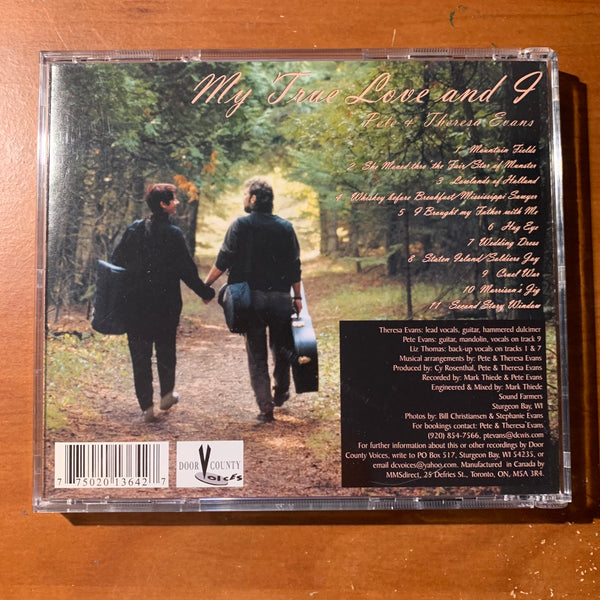 My True Love and I
Pete & Theresa Evans
1 Mountain Fields
2 She Moved thro' the Fair/Star of Munster
3 Lowlands of Holland
4 Whiskey before Breakfast/Mississippi Sawyer
5 I Brought my Father with Me
6 Hog Eye
7 Wedding Dress
8 Staten Island/Soldiers Joy
9 Cruel War
10 Morrison's Jig
11 Second Story Window
Theresa Evans: lead vocals, guitar, hammered dulcimer
Pete Evans: guitar, mandolin, vocals on track 9
Liz Thomas: back-up vocals on tracks 1 & 7
Musical arrangements by: Pete & Theresa Evans
Produced by: Cy Rosenthal, Pete & Theresa Evans
Recorded by: Mark Thiede & Pete Evans
Engineered & Mixed by: Mark Thiede
Sound Farmers
Sturgeon Bay, WI
Photos by: Bill Christiansen & Stephanie Evans
For bookings contact: Pete & Theresa Evans
(920) 854-7566, ptevans@dcwis.com
For further information about this or other recordings by Door
County Voices, write to PO Box 517, Sturgeon Bay, WI 54235, or
email dcvoices@yahoo.com. Manufactured in Canada by
MMSdirect, 25 Defries St., Toronto, ON, M5A 3R4.
7 75020 13642 7
DOOR COUNTY
VOICES